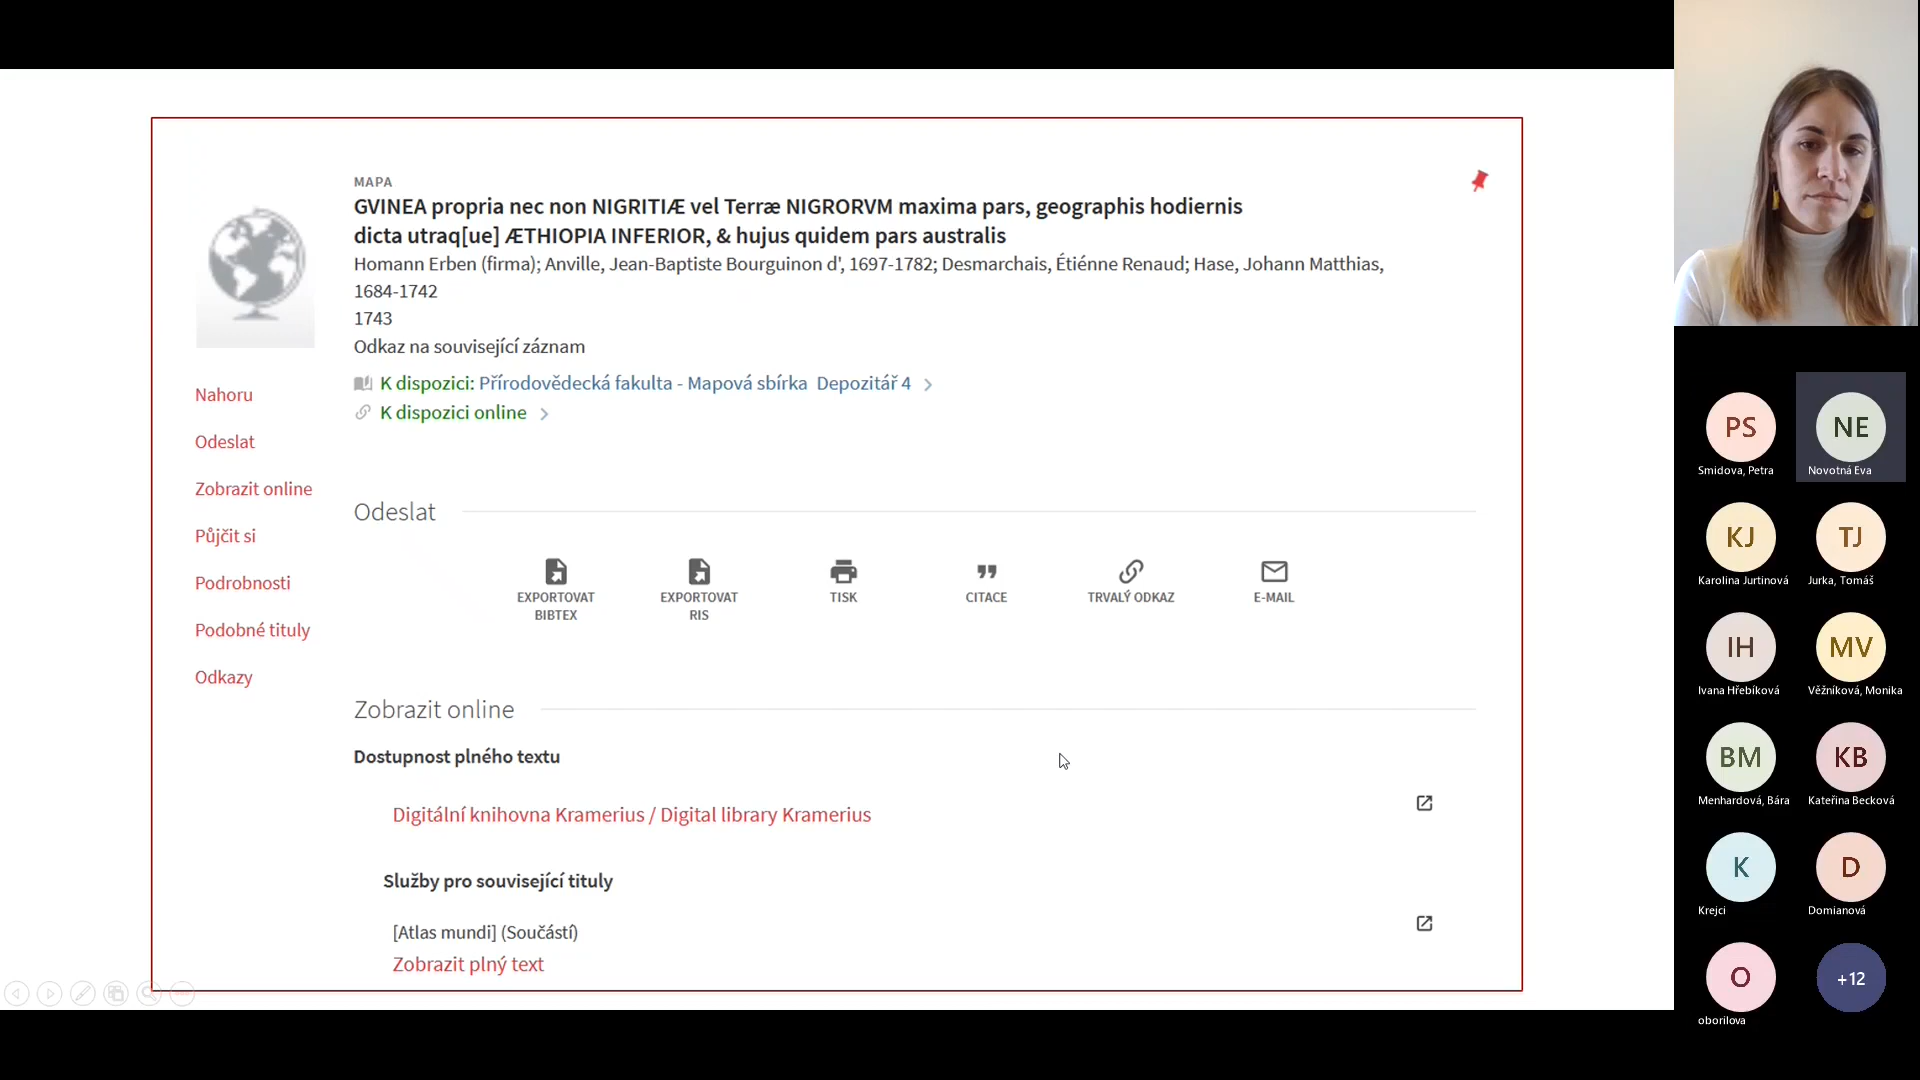 MAPA
GVINEA propria nec non NIGRITIÆ vel Terræ NIGRORVM maxima pars, geographis hodiernis
dicta utraq[ue] ÆTHIOPIA INFERIOR, & hujus quidem pars australis
Homann Erben (firma); Anville, Jean-Baptiste Bourguinon d', 1697-1782; Desmarchais, Étiénne Renaud; Hase, Johann Matthias,
1684-1742
1743
Odkaz na související záznam
K dispozici: Přírodovědecká fakulta - Mapová sbírka Depozitář 4
K dispozici online
Nahoru
Odeslat
Zobrazit online
Půjčit si
Podrobnosti
Podobné tituly
Odkazy
Odeslat
EXPORTOVAT
BIBTEX
EXPORTOVAT
RIS
TISK
CITACE
TRVALÝ ODKAZ
E-MAIL
Zobrazit online
Dostupnost plného textu
Digitální knihovna Kramerius / Digital library Kramerius
Služby pro související tituly
[Atlas mundi] (Součástí)
Zobrazit plný text
PS
Smidova, Petra
NE
Novotná Eva
KJ
Karolina Jurtinová
TJ
Jurka, Tomáš
IH
Ivana Hřebíková
MV
Věžníková, Monika
BM
Menhardová, Bára
KB
Kateřina Becková
K
Krejci
D
Domianová
O
oborilova
+12